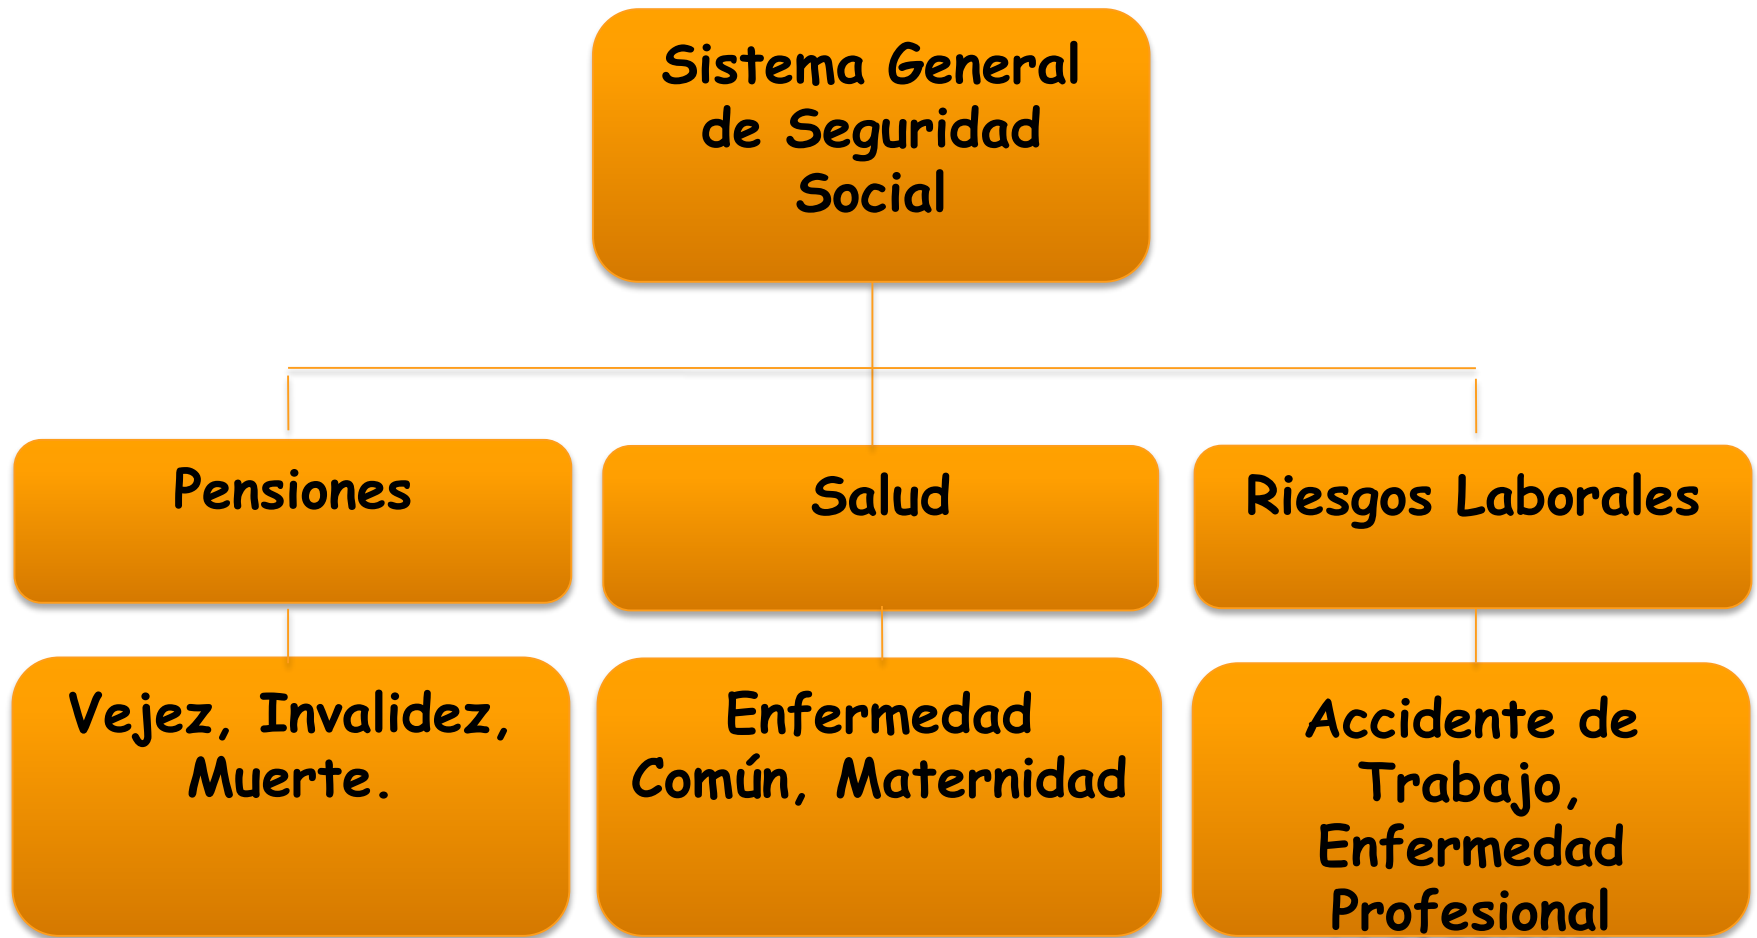 Sistema General
de Seguridad
Social
Pensiones
Salud
Riesgos Laborales
Vejez, Invalidez,
Muerte.
Enfermedad
Común, Maternidad
Accidente de
Trabajo,
Enfermedad
Profesional